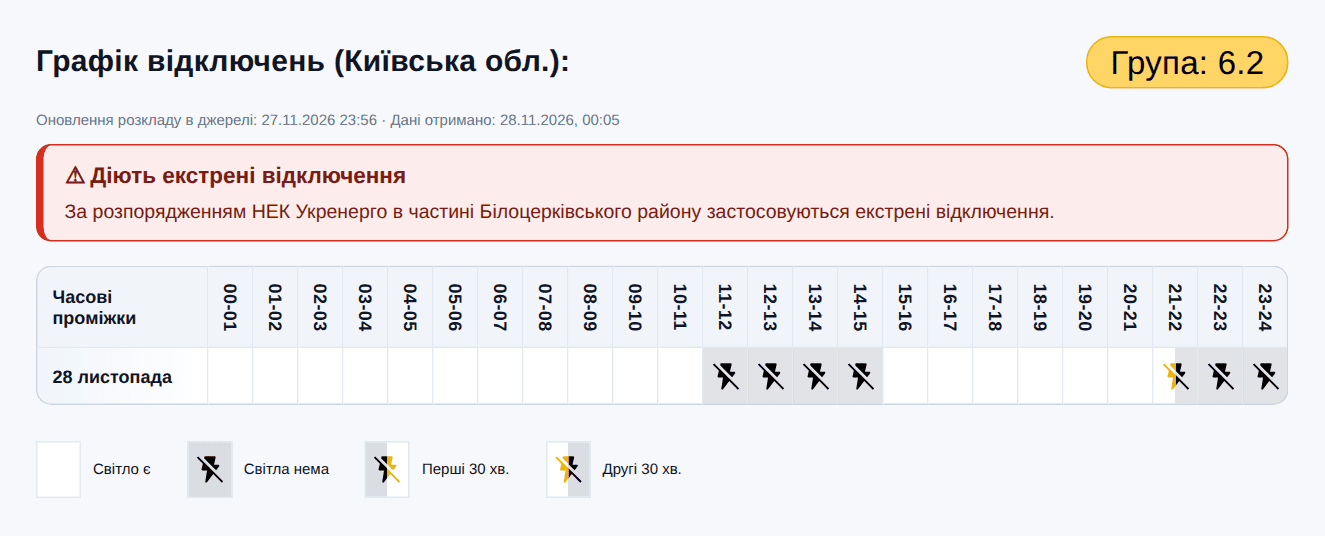 Графік відключень (Київська обл.):
Група: 6.2
Оновлення розкладу в джерелі: 27.11.2026 23:56 · Дані отримано: 28.11.2026, 00:05
⚠ Діють екстрені відключення
За розпорядженням НЕК Укренерго в частині Білоцерківського району застосовуються екстрені відключення.
Часові
проміжки
00-01
01-02
02-03
03-04
04-05
05-06
06-07
07-08
08-09
09-10
10-11
11-12
12-13
13-14
14-15
15-16
16-17
17-18
18-19
19-20
20-21
21-22
22-23
23-24
28 листопада
Світло є
Світла нема
Перші 30 хв.
Другі 30 хв.